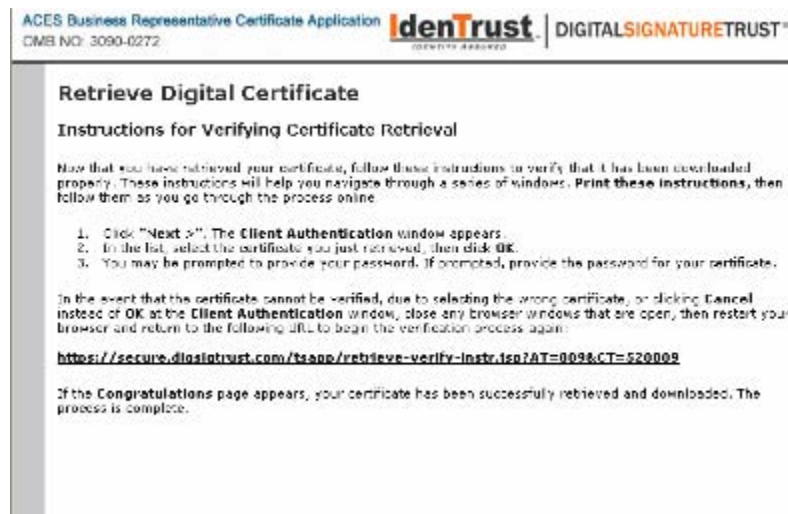 ACES Business Representative Certificate Application
OMB NO: 3090-0272
IdenTrust
IDENTITY ASSURED
DIGITALSIGNATURETRUST
Retrieve Digital Certificate
Instructions for Verifying Certificate Retrieval
Now that you have retrieved your certificate, follow these instructions to verify that it has been downloaded
properly. These instructions will help you navigate through a series of windows. Print these instructions, then
follow them as you go through the process online
1. Click "Next >". The Client Authentication window appears.
2. In the list, select the certificate you just retrieved, then click OK.
3. You may be prompted to provide your password. If prompted, provide the password for your certificate.
In the event that the certificate cannot be verified, due to selecting the wrong certificate, or clicking Cancel
instead of OK at the Client Authentication window, close any browser windows that are open, then restart your
browser and return to the following URL to begin the verification process again:
https://secure.digsigtrust.com/tsapp/retrieve-verify-instr.jsp?AT=009&CT=520009
If the Congratulations page appears, your certificate has been successfully retrieved and downloaded. The
process is complete.